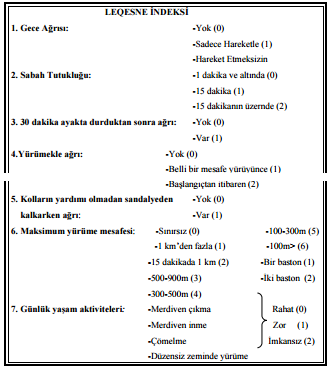 LEQESNE İNDEKSİ
1. Gece Ağrısı: -Yok (0)
-Sadece Hareketle (1)
-Hareket Etmeksizin
2. Sabah Tutukluğu: -1 dakika ve altında (0)
-15 dakika (1)
-15 dakikanın üzernde (2)
3. 30 dakika ayakta durduktan sonra ağrı: -Yok (0)
-Var (1)
4.Yürümekle ağrı: -Yok (0)
-Belli bir mesafe yürüyünce (1)
-Başlangıçtan itibaren (2)
5. Kolların yardımı olmadan sandalyeden -Yok (0)
kalkarken ağrı: -Var (1)
6. Maksimum yürüme mesafesi: -Sınırsız (0) -100-300m (5)
-1 km'den fazla (1) -100m> (6)
-15 dakikada 1 km (2) -Bir baston (1)
-500-900m (3) -İki baston (2)
-300-500m (4)
7. Günlük yaşam aktiviteleri: -Merdiven çıkma Rahat (0)
-Merdiven inme Zor (1)
-Çömelme İmkansız (2)
-Düzensiz zeminde yürüme